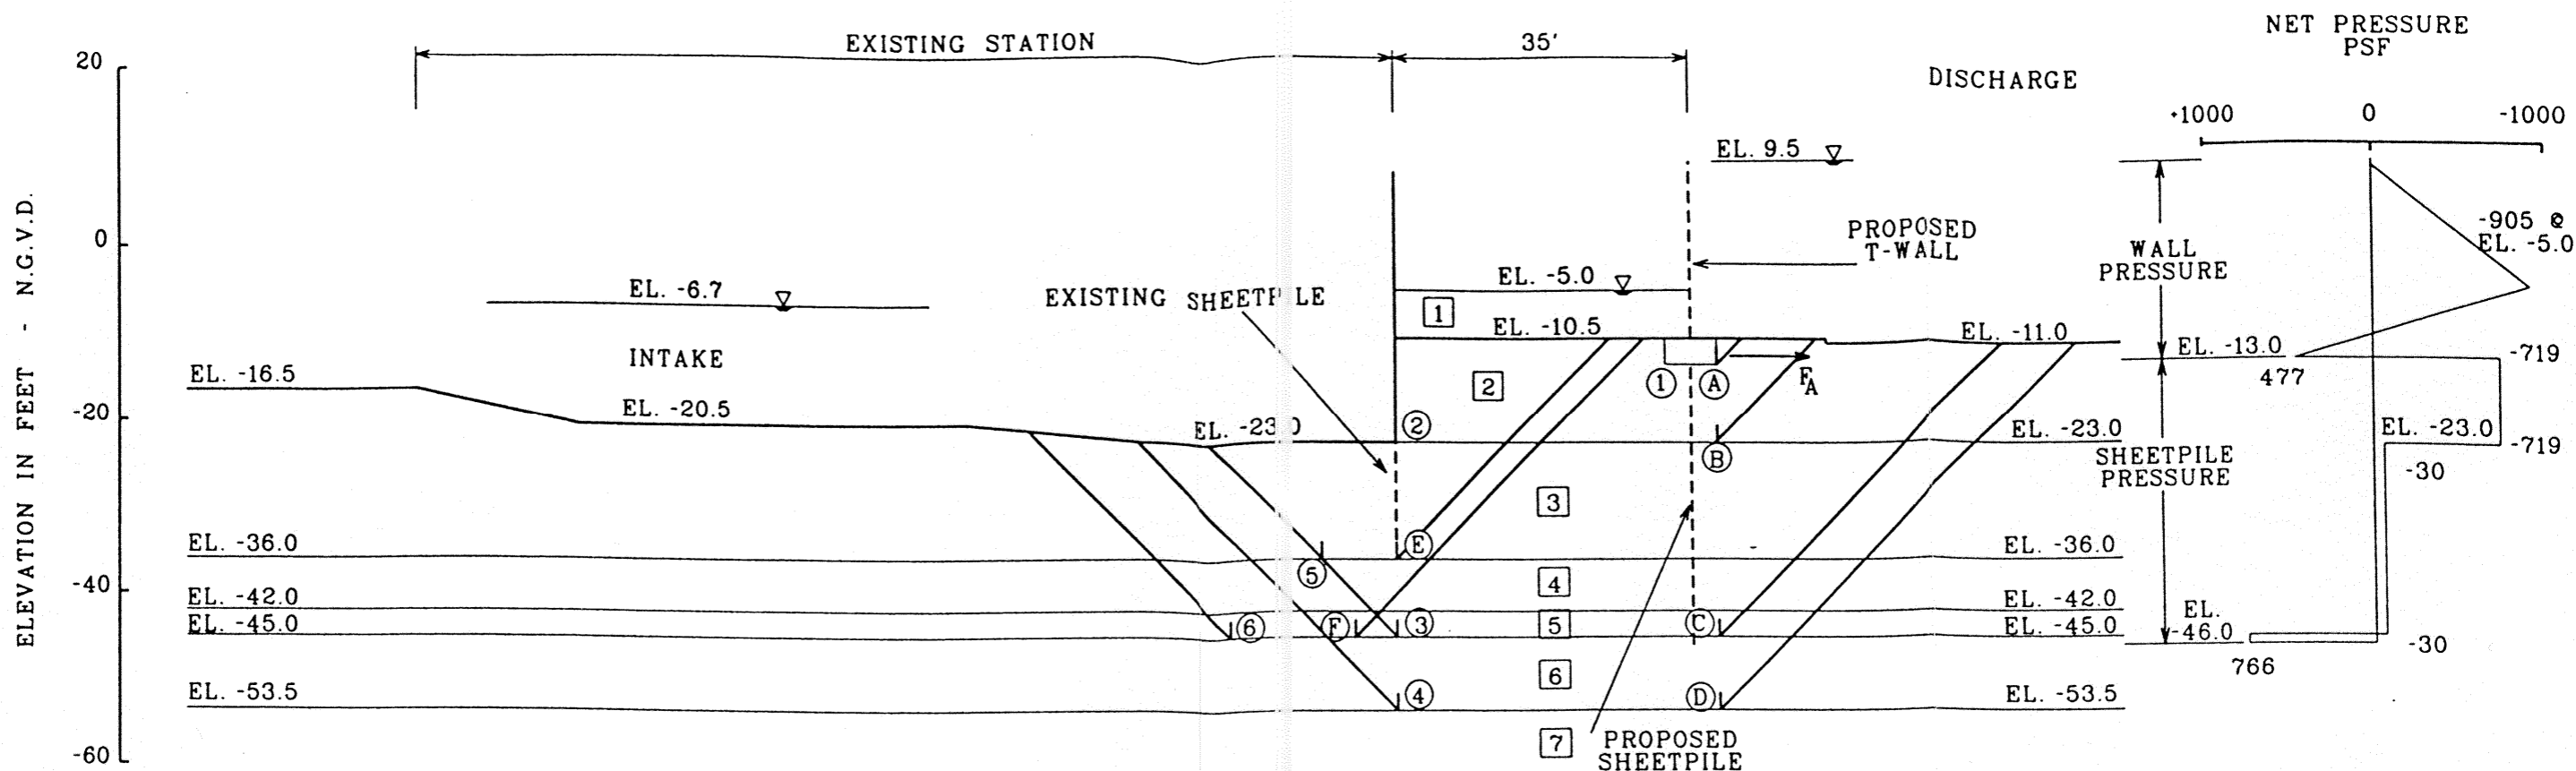 NET PRESSURE
PSF
EXISTING STATION
35'
DISCHARGE
20
+1000
0
-1000
EL. 9.5
ELEVATION IN FEET - N.G.V.D.
0
PROPOSED
T-WALL
WALL
PRESSURE
-905 @
EL. -5.0
EL. -6.7
EXISTING SHEETPILE
EL. -5.0
1
EL. -10.5
EL. -11.0
INTAKE
EL. -13.0
-719
477
EL. -16.5
2
1
A
FA
-20
EL. -20.5
EL. -23.0
2
B
EL. -23.0
EL. -23.0
-719
SHEETPILE
PRESSURE
-30
3
EL. -36.0
E
EL. -36.0
5
4
-40
EL. -42.0
EL. -42.0
EL. -45.0
6
F
3
5
C
EL. -45.0
EL.
-46.0
-30
766
6
EL. -53.5
4
D
EL. -53.5
7
PROPOSED
SHEETPILE
-60